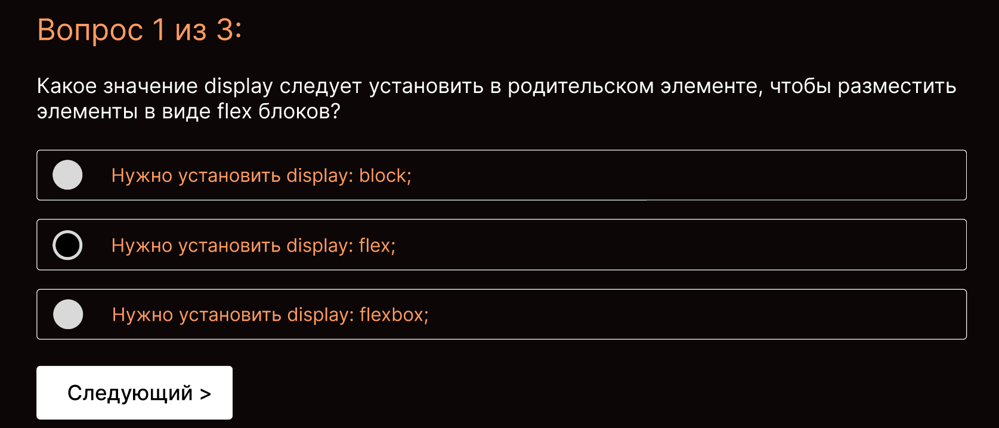 Вопрос 1 из 3:
Какое значение display следует установить в родительском элементе, чтобы разместить
элементы в виде flex блоков?
Нужно установить display: block;
Нужно установить display: flex;
Нужно установить display: flexbox;
Следующий >